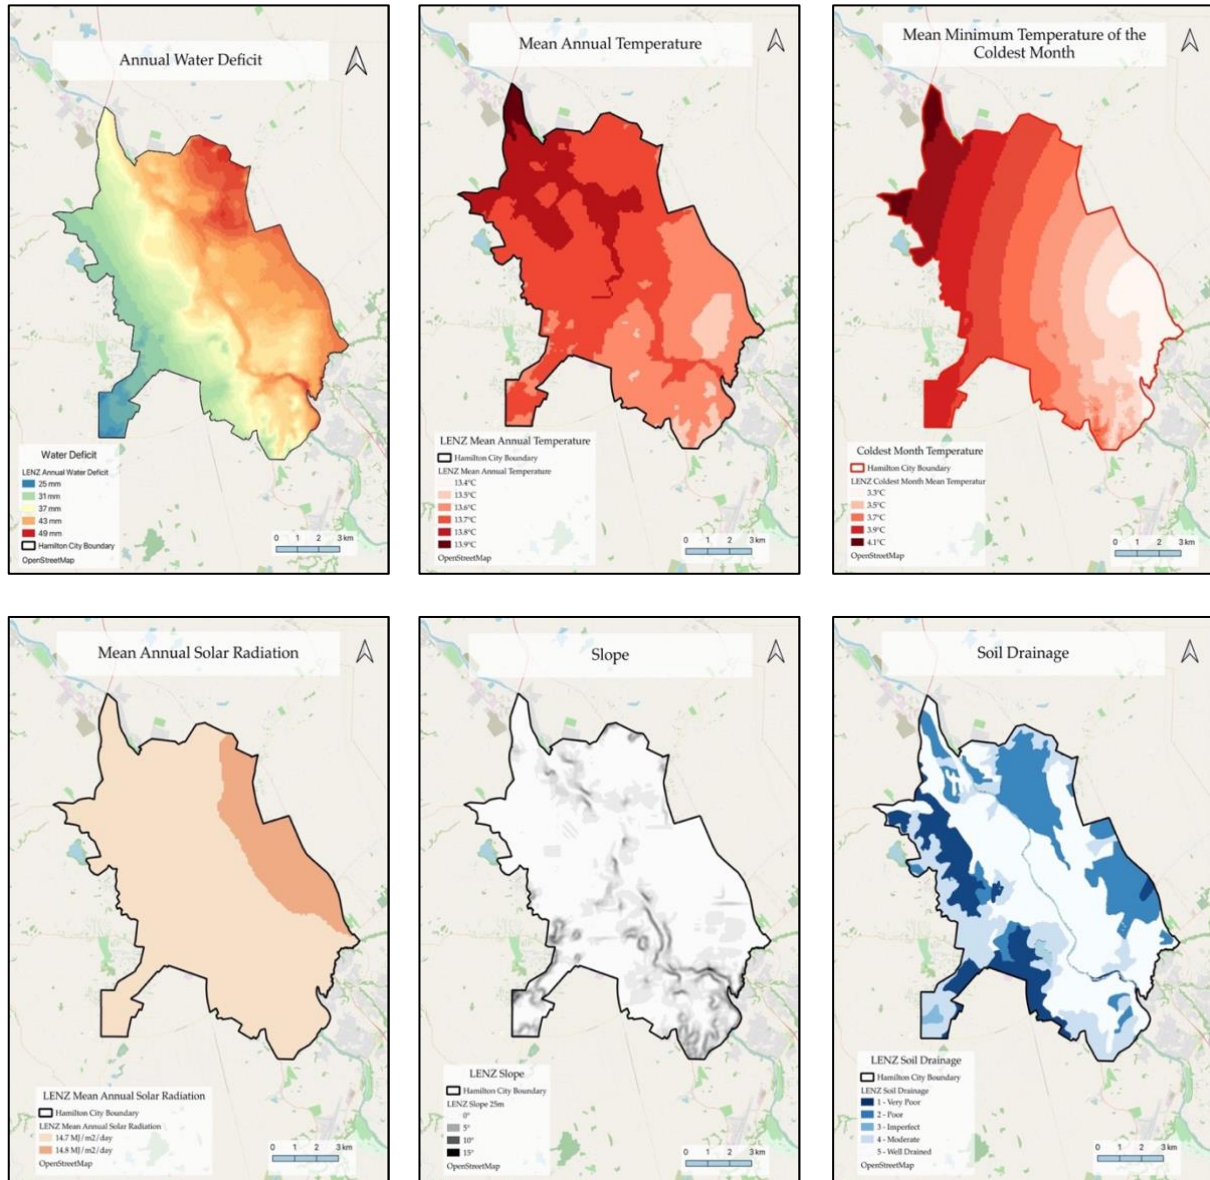 Annual Water Deficit
Water Deficit
LENZ Annual Water Deficit
25 mm
31 mm
37 mm
43 mm
49 mm
Hamilton City Boundary
OpenStreetMap
0 1 2 3 km
Mean Annual Temperature
LENZ Mean Annual Temperature
Hamilton City Boundary
LENZ Mean Annual Temperature
13.4°C
13.5°C
13.6°C
13.7°C
13.8°C
13.9°C
OpenStreetMap
0 1 2 3 km
Mean Minimum Temperature of the
Coldest Month
Coldest Month Temperature
Hamilton City Boundary
LENZ Coldest Month Mean Temperatur
3.3°C
3.5°C
3.7°C
3.9°C
4.1°C
OpenStreetMap
0 1 2 3 km
Mean Annual Solar Radiation
LENZ Mean Annual Solar Radiation
Hamilton City Boundary
LENZ Mean Annual Solar Radiation
14.7 MJ/m2/day
14.8 MJ/m2/day
OpenStreetMap
0 1 2 3 km
Slope
LENZ Slope
Hamilton City Boundary
LENZ Slope 25m
0°
5°
10°
15°
OpenStreetMap
0 1 2 3 km
Soil Drainage
LENZ Soil Drainage
Hamilton City Boundary
LENZ Soil Drainage
1 - Very Poor
2 - Poor
3 - Imperfect
4 - Moderate
5 - Well Drained
OpenStreetMap
0 1 2 3 km